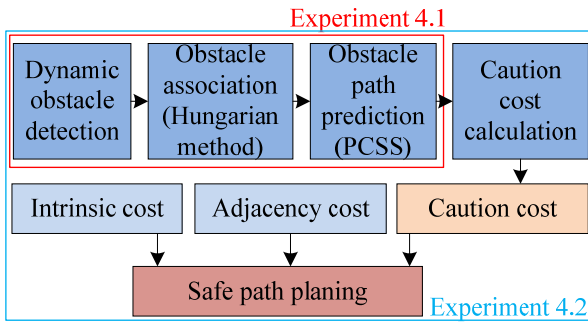 Experiment 4.1
Dynamic
obstacle
detection
Obstacle
association
(Hungarian
method)
Obstacle
path
prediction
(PCSS)
Caution
cost
calculation
Intrinsic cost
Adjacency cost
Caution cost
Safe path planing
Experiment 4.2